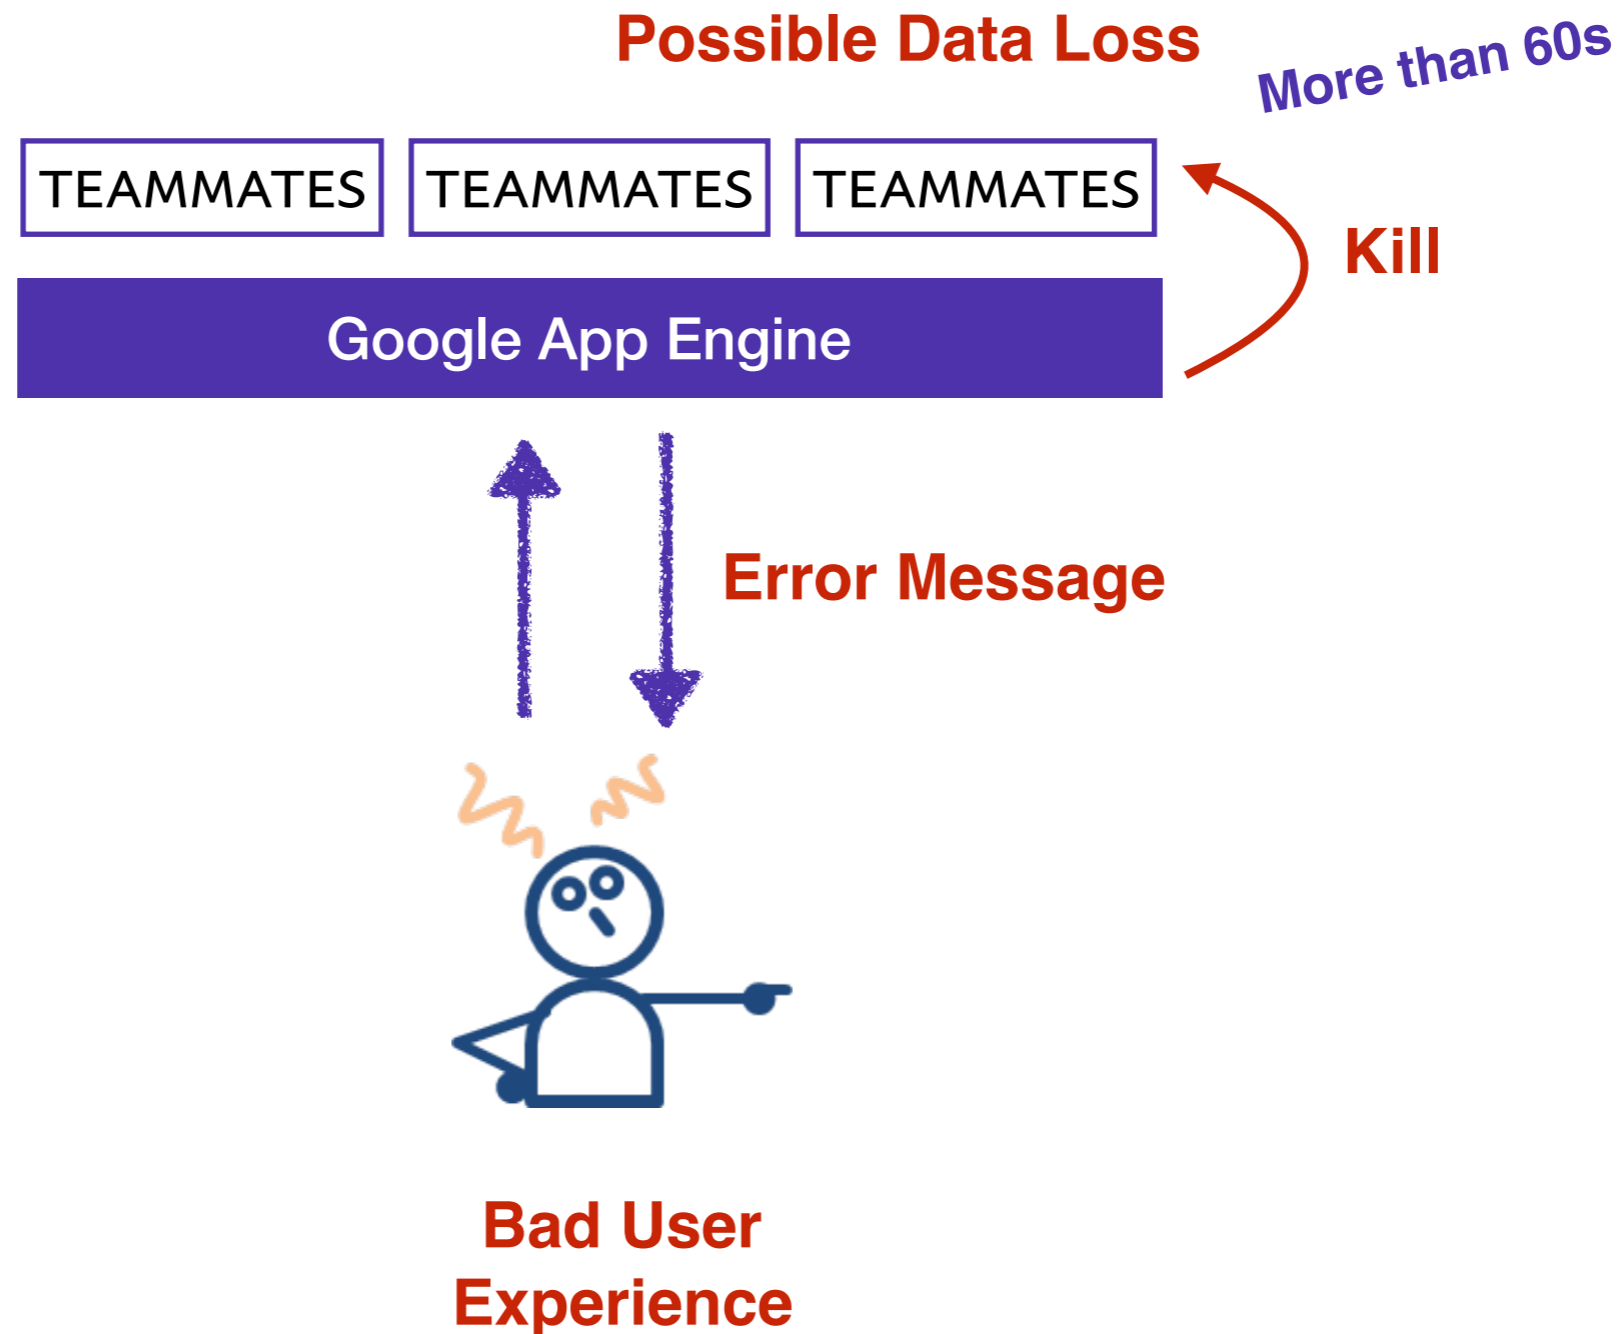 Possible Data Loss
More than 60s
TEAMMATES TEAMMATES TEAMMATES
Kill
Google App Engine
Error Message
Bad User
Experience